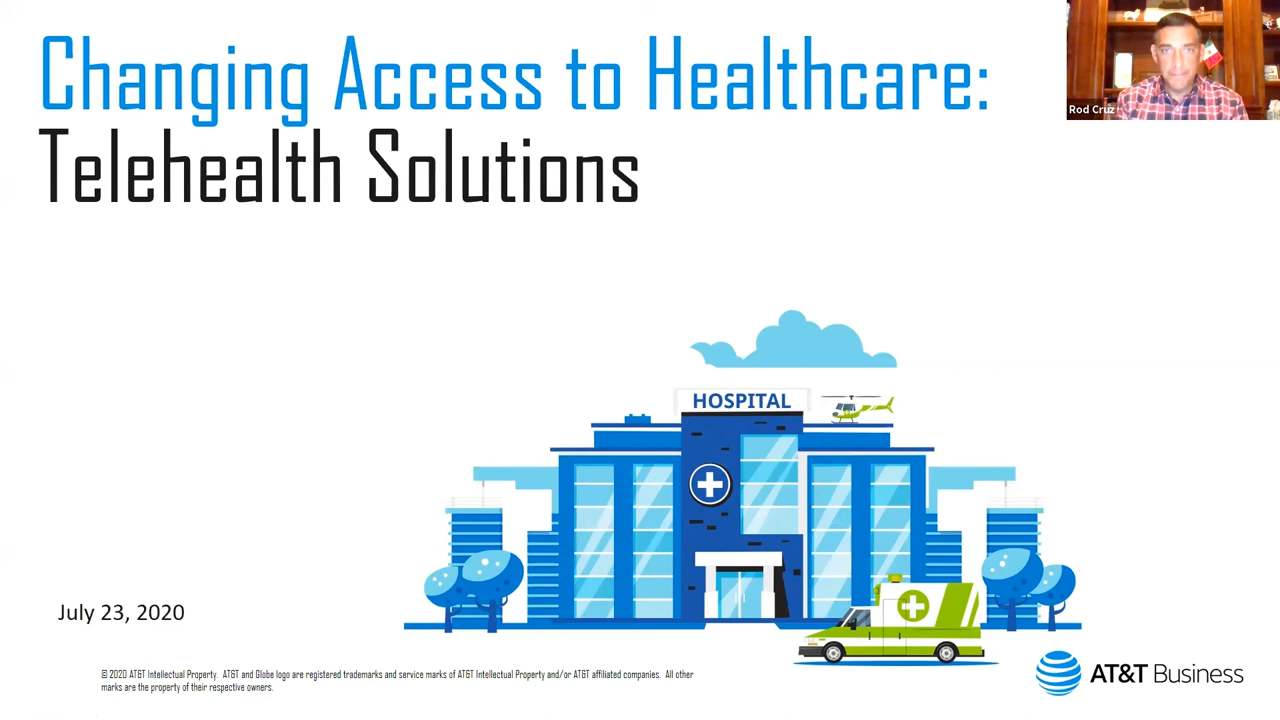 Changing Access to Healthcare:
Telehealth Solutions
Rod Cruz
HOSPITAL
July 23, 2020
© 2020 AT&T Intellectual Property. AT&T and Globe logo are registered trademarks and service marks of AT&T Intellectual Property and/or AT&T affiliated companies. All other
marks are the property of their respective owners.
AT&T Business